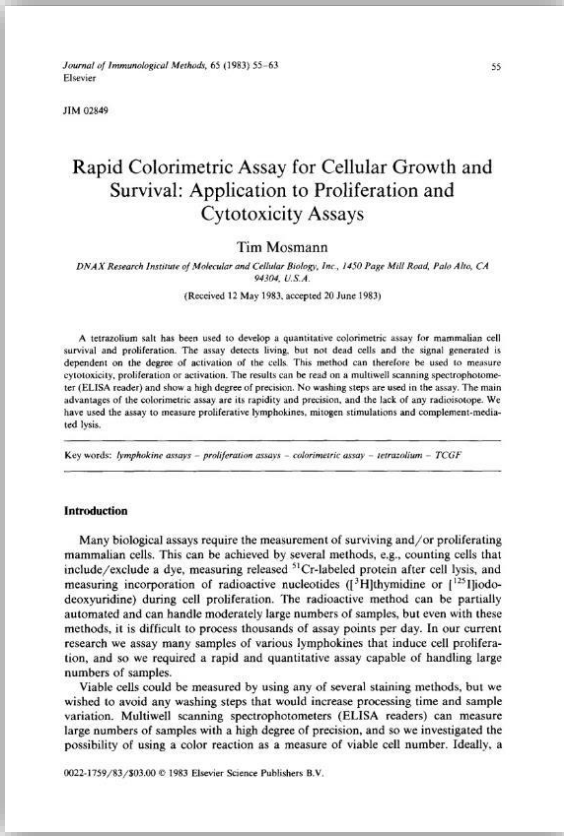 Journal of Immunological Methods, 65 (1983) 55–63 55
Elsevier
JIM 02849
Rapid Colorimetric Assay for Cellular Growth and
Survival: Application to Proliferation and
Cytotoxicity Assays
Tim Mosmann
DNAX Research Institute of Molecular and Cellular Biology, Inc., 1450 Page Mill Road, Palo Alto, CA
94304, U.S.A.
(Received 12 May 1983, accepted 20 June 1983)
A tetrazolium salt has been used to develop a quantitative colorimetric assay for mammalian cell
survival and proliferation. The assay detects living, but not dead cells and the signal generated is
dependent on the degree of activation of the cells. This method can therefore be used to measure
cytotoxicity, proliferation or activation. The results can be read on a multiwell scanning spectrophotome-
ter (ELISA reader) and show a high degree of precision. No washing steps are used in the assay. The main
advantages of the colorimetric assay are its rapidity and precision, and the lack of any radioisotope. We
have used the assay to measure proliferative lymphokines, mitogen stimulations and complement-media-
ted lysis.
Key words: lymphokine assays – proliferation assays – colorimetric assay – tetrazolium – TCGF
Introduction
Many biological assays require the measurement of surviving and/or proliferating
mammalian cells. This can be achieved by several methods, e.g., counting cells that
include/exclude a dye, measuring released ⁵¹Cr-labeled protein after cell lysis, and
measuring incorporation of radioactive nucleotides ([³H]thymidine or [¹²⁵I]iodo-
deoxyuridine) during cell proliferation. The radioactive method can be partially
automated and can handle moderately large numbers of samples, but even with these
methods, it is difficult to process thousands of assay points per day. In our current
research we assay many samples of various lymphokines that induce cell prolifera-
tion, and so we required a rapid and quantitative assay capable of handling large
numbers of samples.
Viable cells could be measured by using any of several staining methods, but we
wished to avoid any washing steps that would increase processing time and sample
variation. Multiwell scanning spectrophotometers (ELISA readers) can measure
large numbers of samples with a high degree of precision, and so we investigated the
possibility of using a color reaction as a measure of viable cell number. Ideally, a
0022-1759/83/$03.00 © 1983 Elsevier Science Publishers B.V.